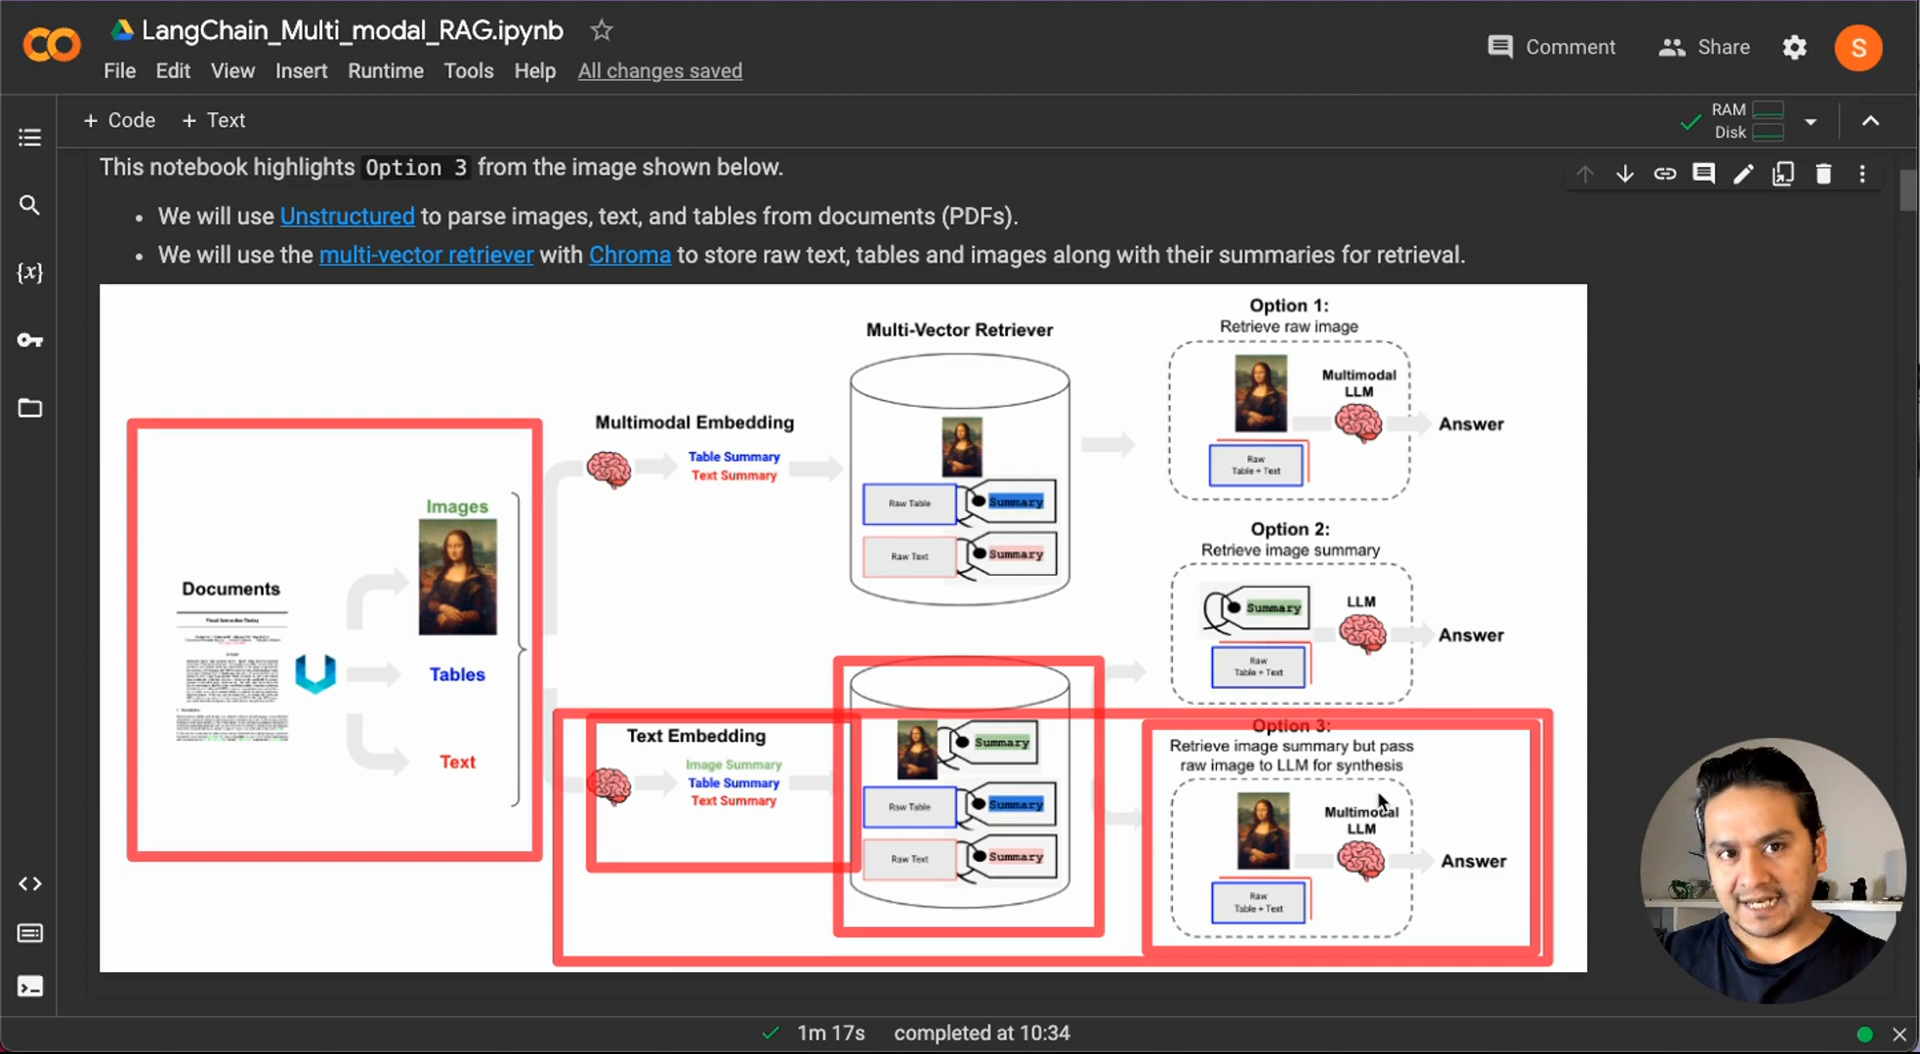 LangChain_Multi_modal_RAG.ipynb
Comment
Share
S
File Edit View Insert Runtime Tools Help All changes saved
+ Code + Text
RAM
Disk
This notebook highlights Option 3 from the image shown below.
• We will use Unstructured to parse images, text, and tables from documents (PDFs).
• We will use the multi-vector retriever with Chroma to store raw text, tables and images along with their summaries for retrieval.
{x}
Documents
Images
Tables
Text
Multimodal Embedding
Table Summary
Text Summary
Multi-Vector Retriever
Raw Table
Summary
Raw Text
Summary
Option 1:
Retrieve raw image
Multimodal
LLM
Raw
Table + Text
Answer
Option 2:
Retrieve image summary
Summary
LLM
Raw
Table + Text
Answer
Text Embedding
Image Summary
Table Summary
Text Summary
Summary
Raw Table
Summary
Raw Text
Summary
Option 3:
Retrieve image summary but pass
raw image to LLM for synthesis
Multimodal
LLM
Raw
Table + Text
Answer
1m 17s completed at 10:34